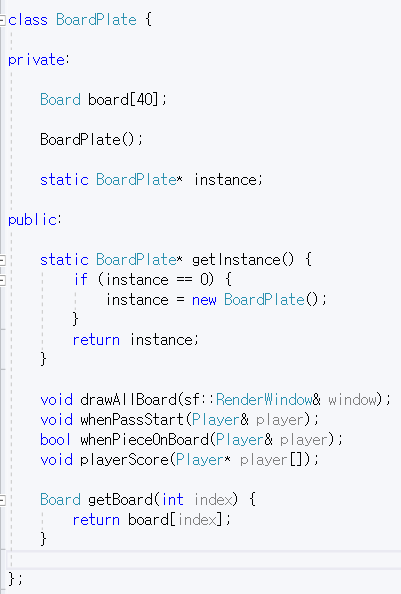 class BoardPlate {
private:
Board board[40];
BoardPlate();
static BoardPlate* instance;
public:
static BoardPlate* getInstance() {
if (instance == 0) {
instance = new BoardPlate();
}
return instance;
}
void drawAllBoard(sf::RenderWindow& window);
void whenPassStart(Player& player);
bool whenPieceOnBoard(Player& player);
void playerScore(Player* player[]);
Board getBoard(int index) {
return board[index];
}
};